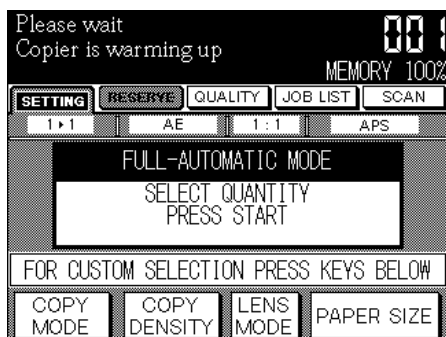 Please wait
Copier is warming up
001
MEMORY 100%
SETTING RESERVE QUALITY JOB LIST SCAN
1▸1 AE 1:1 APS
FULL-AUTOMATIC MODE
SELECT QUANTITY
PRESS START
FOR CUSTOM SELECTION PRESS KEYS BELOW
COPY MODE
COPY DENSITY
LENS MODE
PAPER SIZE